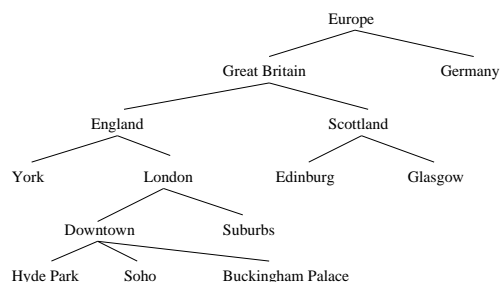 Europe
Great Britain Germany
England Scottland
York London Edinburg Glasgow
Downtown Suburbs
Hyde Park Soho Buckingham Palace